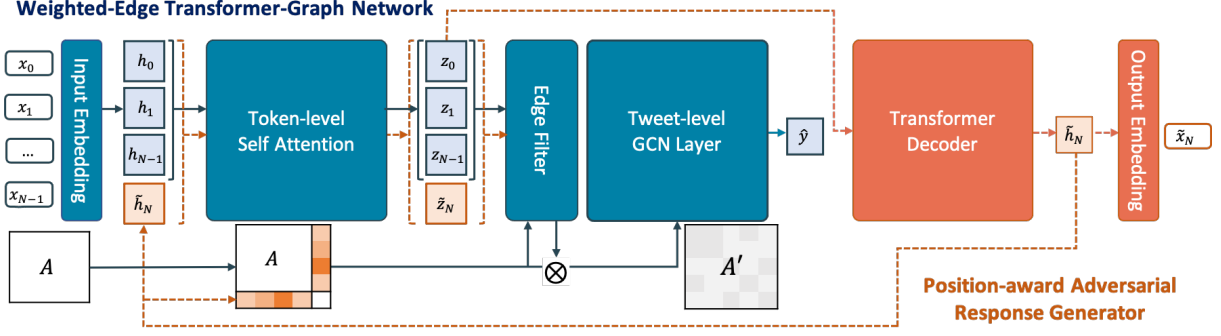 Weighted-Edge Transformer-Graph Network
x₀
x₁
...
xₙ₋₁
Input Embedding
h₀
h₁
hₙ₋₁
h̃ₙ
Token-level
Self Attention
z₀
z₁
zₙ₋₁
z̃ₙ
Edge Filter
Tweet-level
GCN Layer
ŷ
Transformer
Decoder
h̃ₙ
Output Embedding
x̃ₙ
A
A
⊗
A′
Position-award Adversarial
Response Generator